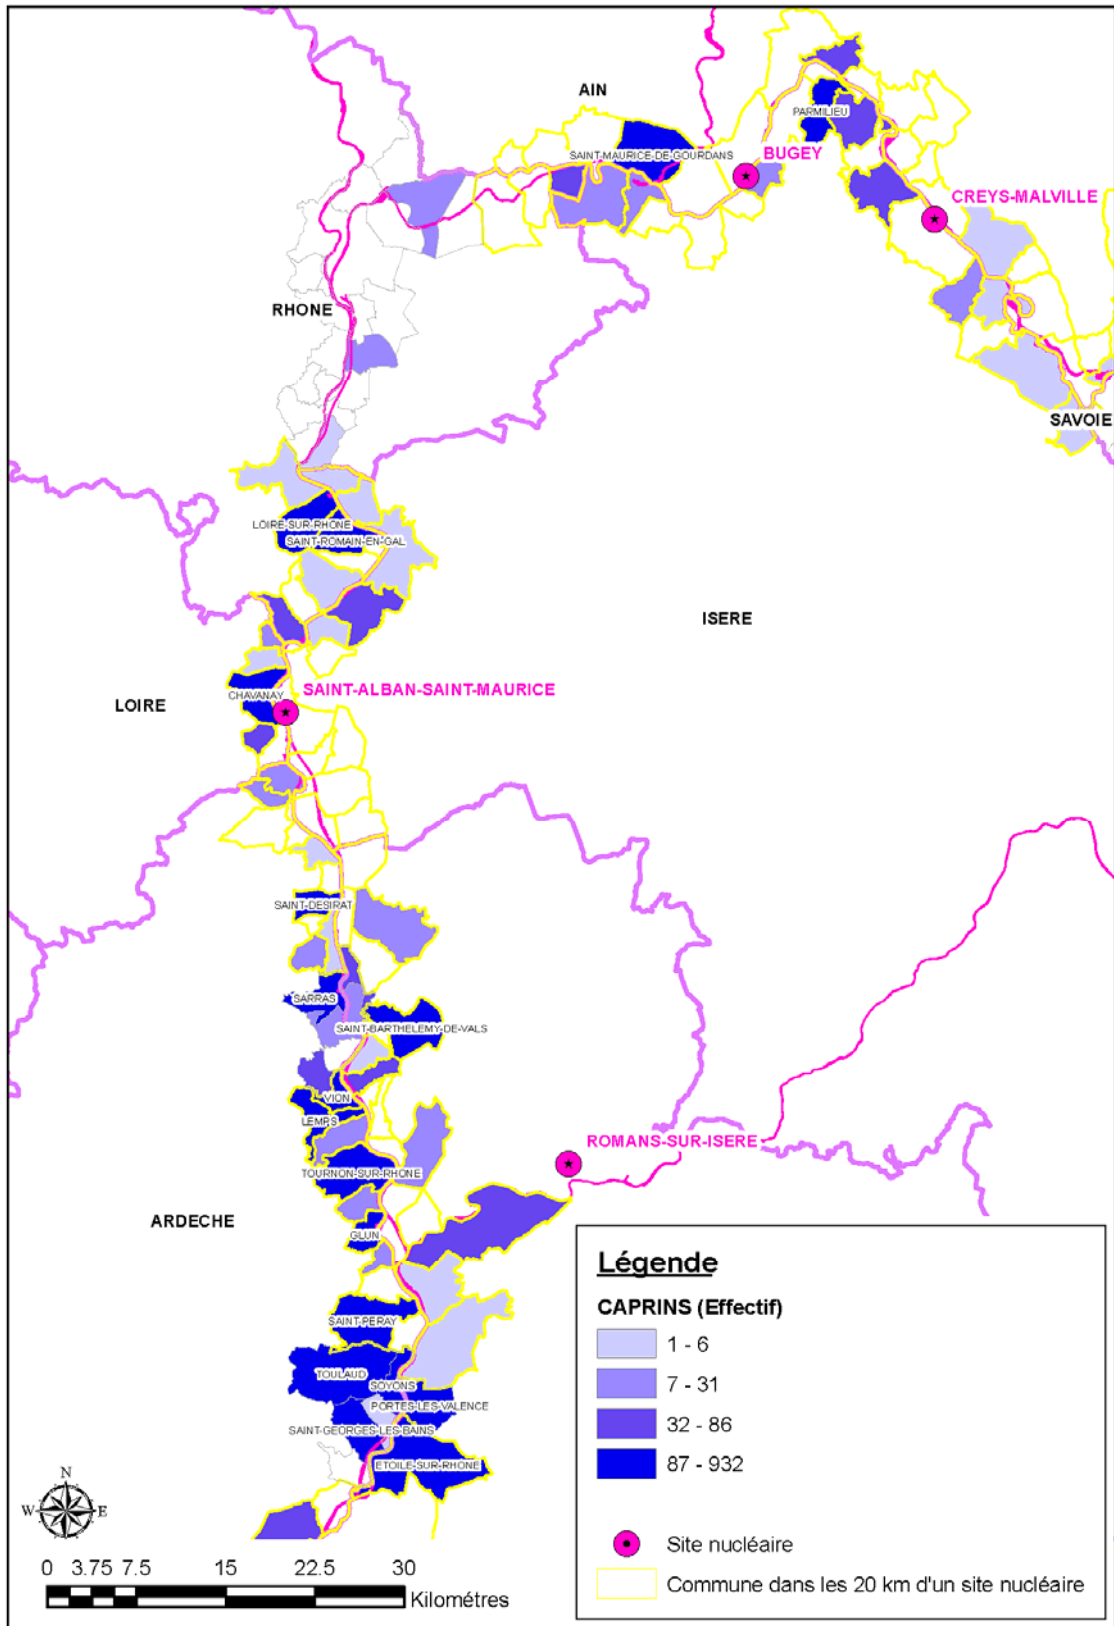 AIN
PARMILIEU
SAINT-MAURICE-DE-GOURDANS
BUGEY
CREYS-MALVILLE
RHONE
SAVOIE
LOIRE-SUR-RHONE
SAINT-ROMAIN-EN-GAL
ISERE
CHAVANAY
SAINT-ALBAN-SAINT-MAURICE
LOIRE
SAINT-DESIRAT
SARRAS
SAINT-BARTHELEMY-DE-VALS
VION
LEMPS
ROMANS-SUR-ISERE
TOURNON-SUR-RHONE
ARDECHE
GLUN
SAINT-PERAY
TOULAUD
SOYONS
PORTES-LES-VALENCE
SAINT-GEORGES-LES-BAINS
ETOILE-SUR-RHONE
Légende
CAPRINS (Effectif)
1 - 6
7 - 31
32 - 86
87 - 932
Site nucléaire
Commune dans les 20 km d'un site nucléaire
N
W E
S
0 3.75 7.5 15 22.5 30
Kilométres